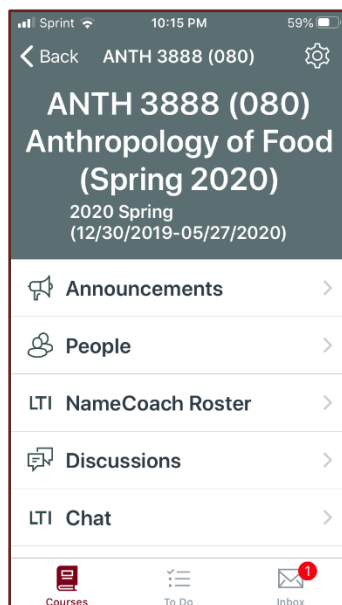 Sprint 10:15 PM 59%
Back ANTH 3888 (080)
ANTH 3888 (080)
Anthropology of Food
(Spring 2020)
2020 Spring
(12/30/2019-05/27/2020)
Announcements
People
LTI NameCoach Roster
Discussions
LTI Chat
1
Courses To Do Inbox